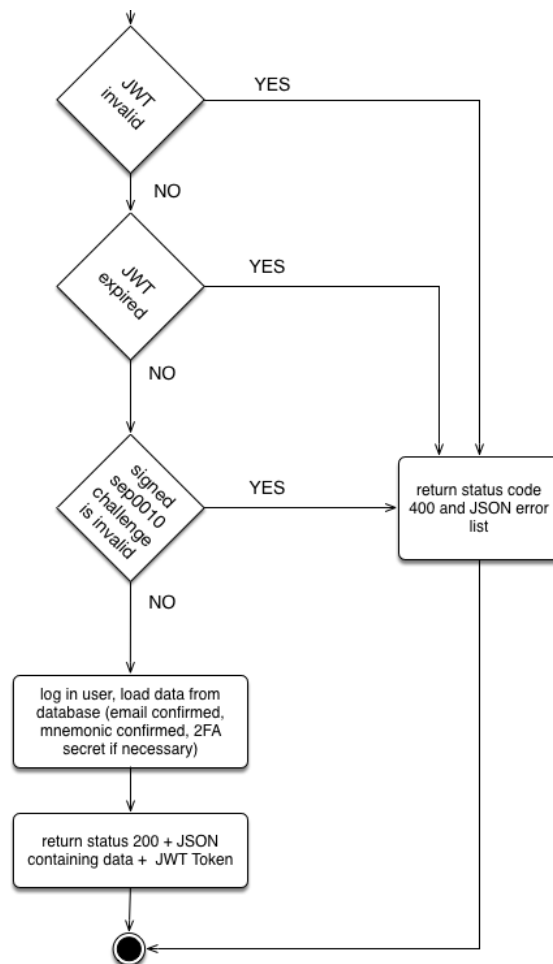 JWT
invalid
YES
NO
JWT
expired
YES
NO
signed
sep0010
challenge
is invalid
YES
return status code
400 and JSON error
list
NO
log in user, load data from
database (email confirmed,
mnemonic confirmed, 2FA
secret if necessary)
return status 200 + JSON
containing data + JWT Token